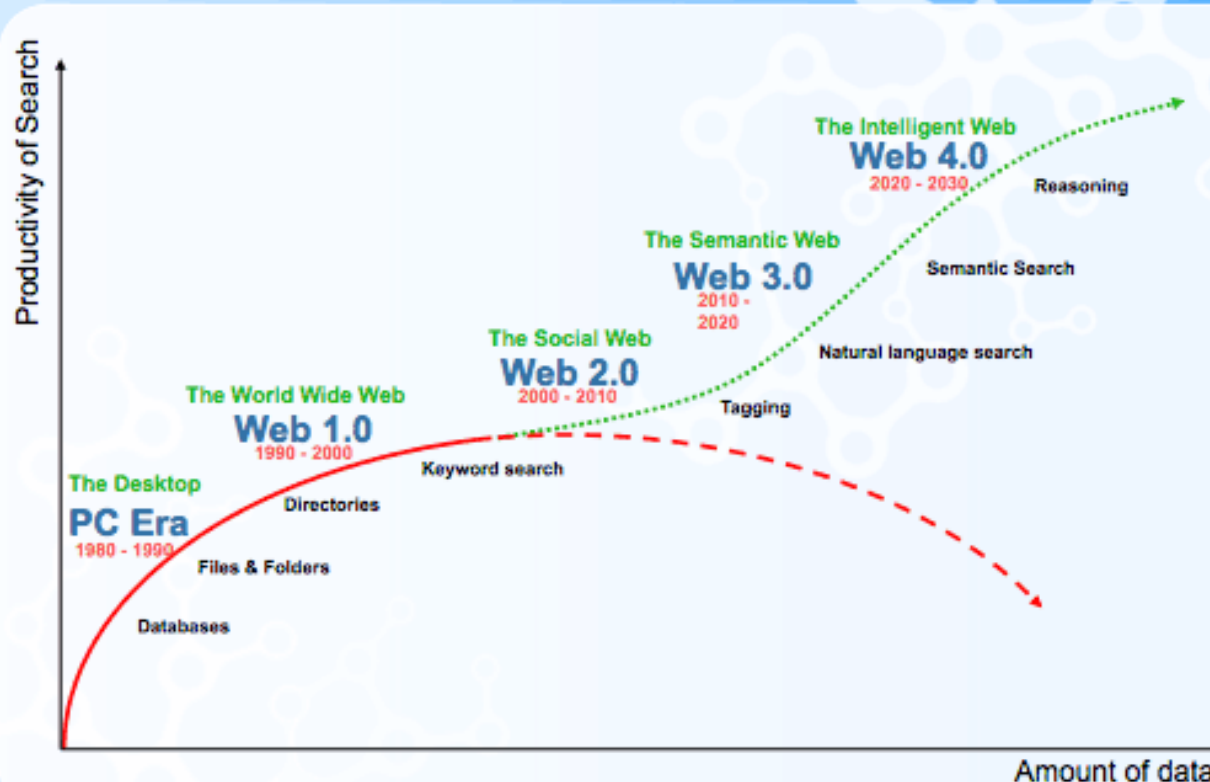 Productivity of Search
The Intelligent Web
Web 4.0
2020 - 2030
Reasoning
The Semantic Web
Web 3.0
2010 -
2020
Semantic Search
The Social Web
Web 2.0
2000 - 2010
Natural language search
Tagging
The World Wide Web
Web 1.0
1990 - 2000
Keyword search
The Desktop
PC Era
1980 - 1990
Directories
Files & Folders
Databases
Amount of data